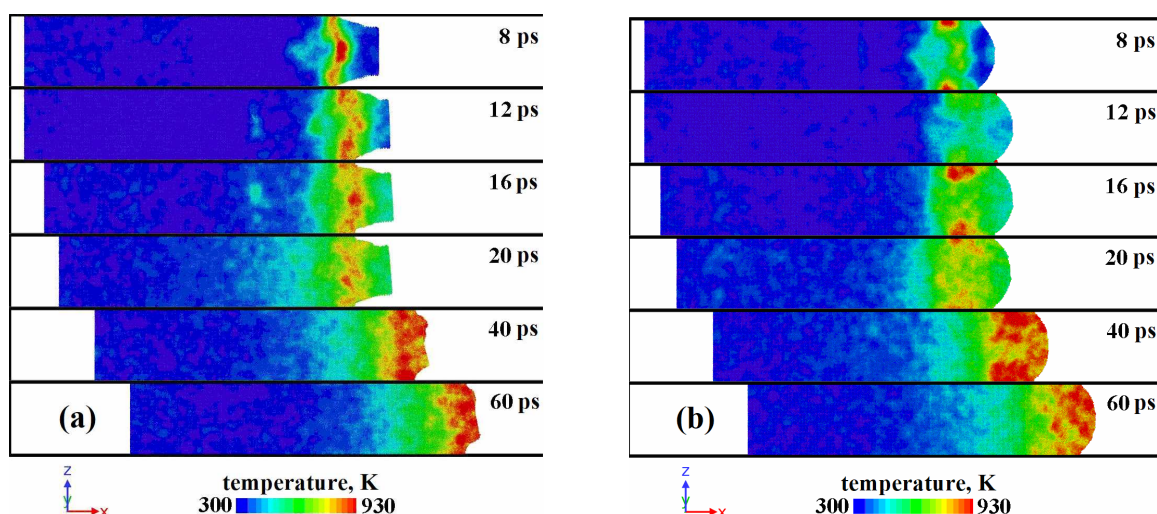 8 ps
12 ps
16 ps
20 ps
40 ps
60 ps
(a)
z
y
x
temperature, K
300 930
8 ps
12 ps
16 ps
20 ps
40 ps
60 ps
(b)
z
y
x
temperature, K
300 930